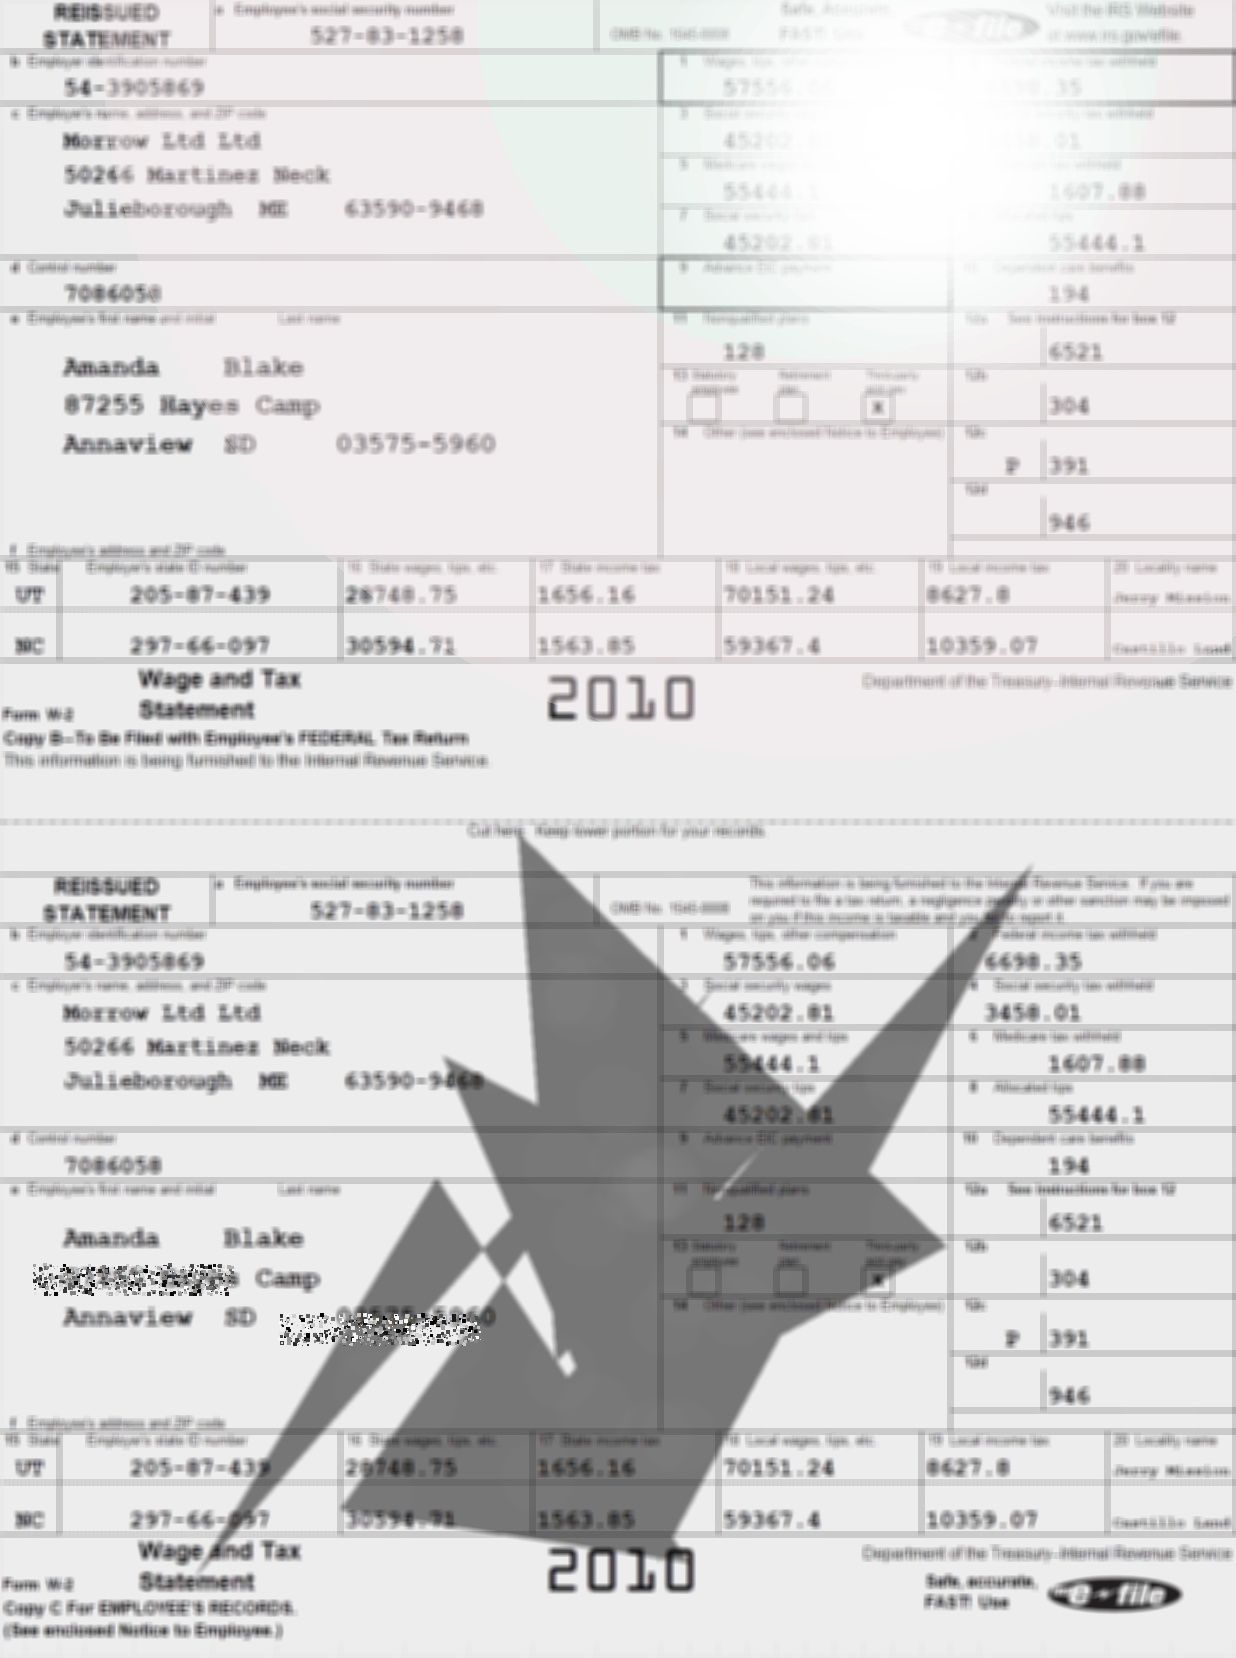 REISSUED STATEMENT
a Employee's social security number
527-83-1258
OMB No. 1545-0008
Safe, Accurate, FAST! Use
e-file
Visit the IRS Website at www.irs.gov/efile.
b Employer identification number
54-3905869
1 Wages, tips, other
57556.06
income tax withheld
.35
c Employer's name, address, and ZIP code
Morrow Ltd Ltd
50266 Martinez Neck
Julieborough ME 63590-9468
3 Social security
45202
tax withheld
.01
5 Medicare
55444.1
tax withheld
1607.88
7 Social security tips
45202.81
tips
55444.1
d Control number
7086058
9 Advance EIC payment
10 Dependent care benefits
194
e Employee's first name and initial Last name
Amanda Blake
87255 Hayes Camp
Annaview SD 03575-5960
11 Nonqualified plans
128
12a See instructions for box 12
6521
13 Statutory employee Retirement plan Third-party sick pay
X
12b
304
14 Other (see enclosed Notice to Employee)
12c
P 391
12d
946
f Employee's address and ZIP code
15 State Employer's state ID number 16 State wages, tips, etc. 17 State income tax 18 Local wages, tips, etc. 19 Local income tax 20 Locality name
UT 205-87-439 28748.75 1656.16 70151.24 8627.8 Jerry Mission
NC 297-66-097 30594.71 1563.85 59367.4 10359.07 Castillo Land
Form W-2 Wage and Tax Statement
2010
Department of the Treasury-Internal Revenue Service
Copy B-To Be Filed with Employee's FEDERAL Tax Return
This information is being furnished to the Internal Revenue Service.
Cut here. Keep lower portion for your records.
REISSUED STATEMENT
a Employee's social security number
527-83-1258
OMB No. 1545-0008
This information is being furnished to the Internal Revenue Service. If you are
required to file a tax return, a negligence penalty or other sanction may be imposed
on you if this income is taxable and you fail to report it.
b Employer identification number
54-3905869
1 Wages, tips, other compensation
57556.06
2 Federal income tax withheld
6698.35
c Employer's name, address, and ZIP code
Morrow Ltd Ltd
50266 Martinez Neck
Julieborough ME 63590-9468
3 Social security wages
45202.81
4 Social security tax withheld
3458.01
5 Medicare wages and tips
55444.1
6 Medicare tax withheld
1607.88
7 Social security tips
45202.81
8 Allocated tips
55444.1
d Control number
7086058
9 Advance EIC payment
10 Dependent care benefits
194
e Employee's first name and initial Last name
Amanda Blake
Camp
Annaview SD
11 Nonqualified plans
128
12a See instructions for box 12
6521
13 Statutory employee Retirement plan Third-party sick pay
X
12b
304
14 Other (see enclosed Notice to Employee)
12c
P 391
12d
946
f Employee's address and ZIP code
15 State Employer's state ID number 16 State wages, tips, etc. 17 State income tax 18 Local wages, tips, etc. 19 Local income tax 20 Locality name
UT 205-87-439 28748.75 1656.16 70151.24 8627.8 Jerry Mission
NC 297-66-097 30594.71 1563.85 59367.4 10359.07 Castillo Land
Form W-2 Wage and Tax Statement
2010
Department of the Treasury-Internal Revenue Service
Safe, accurate, FAST! Use
e-file
Copy C For EMPLOYEE'S RECORDS.
(See enclosed Notice to Employee.)